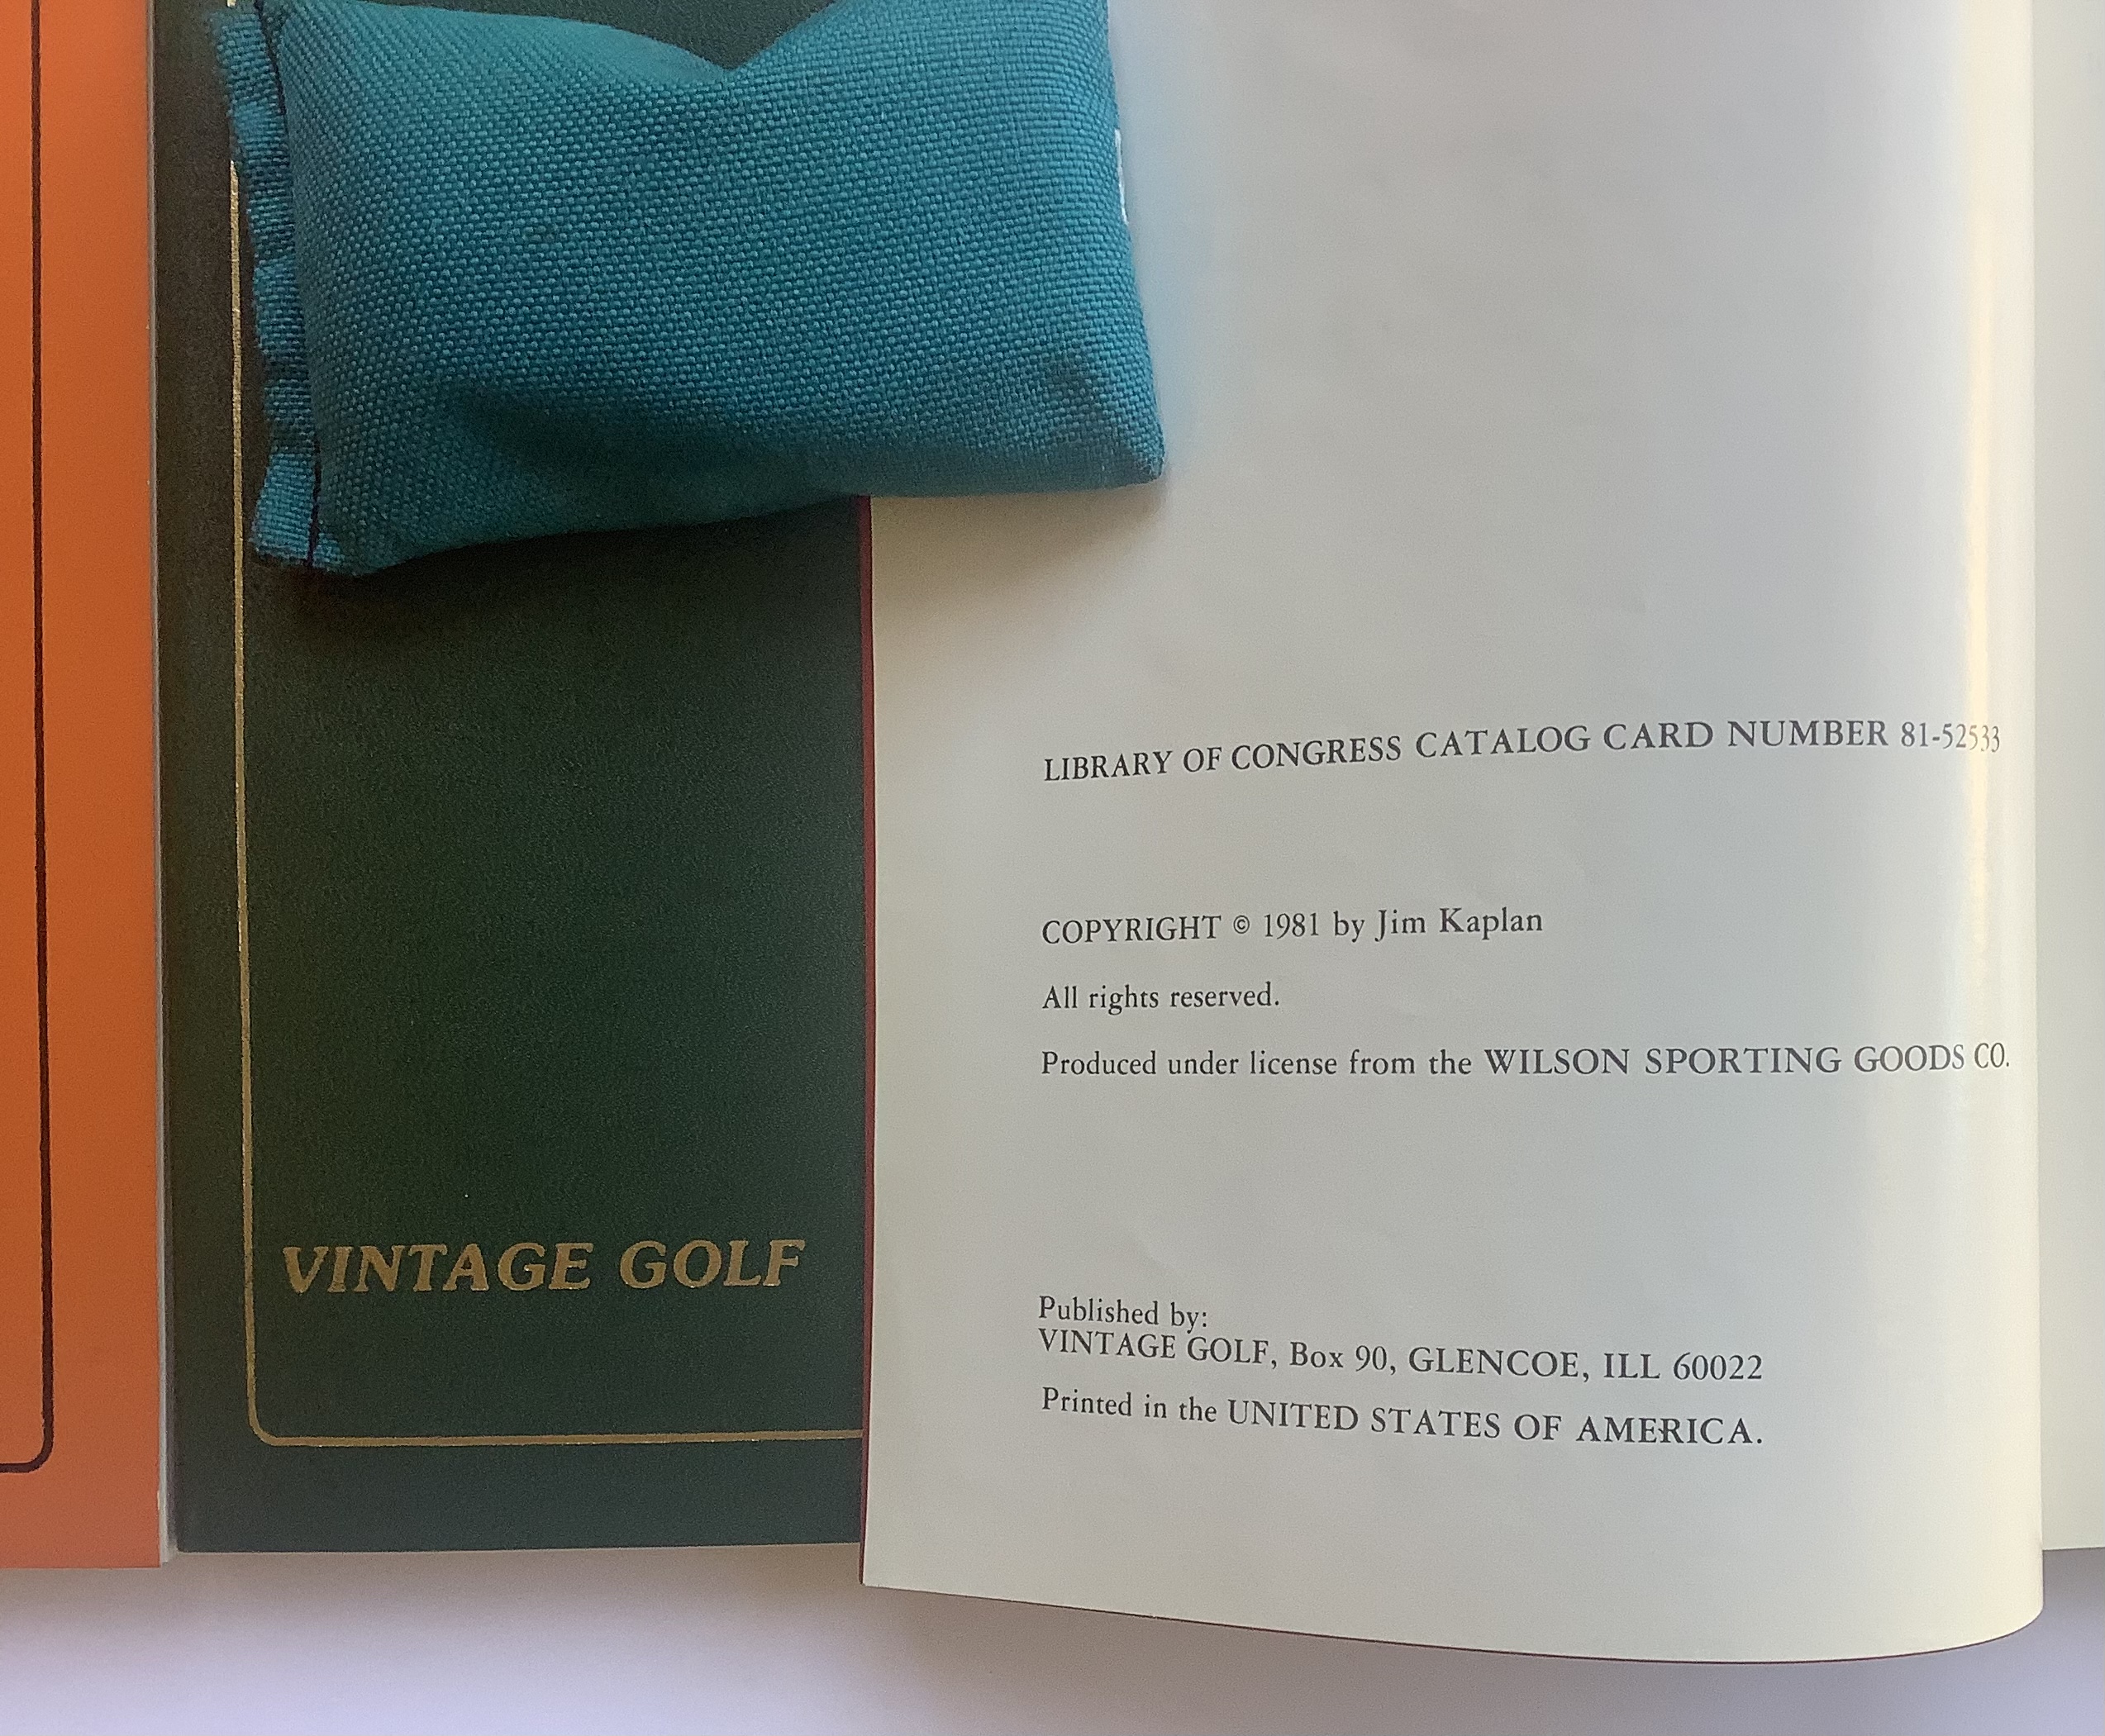 VINTAGE GOLF
LIBRARY OF CONGRESS CATALOG CARD NUMBER 81-52533
COPYRIGHT © 1981 by Jim Kaplan
All rights reserved.
Produced under license from the WILSON SPORTING GOODS CO.
Published by:
VINTAGE GOLF, Box 90, GLENCOE, ILL 60022
Printed in the UNITED STATES OF AMERICA.